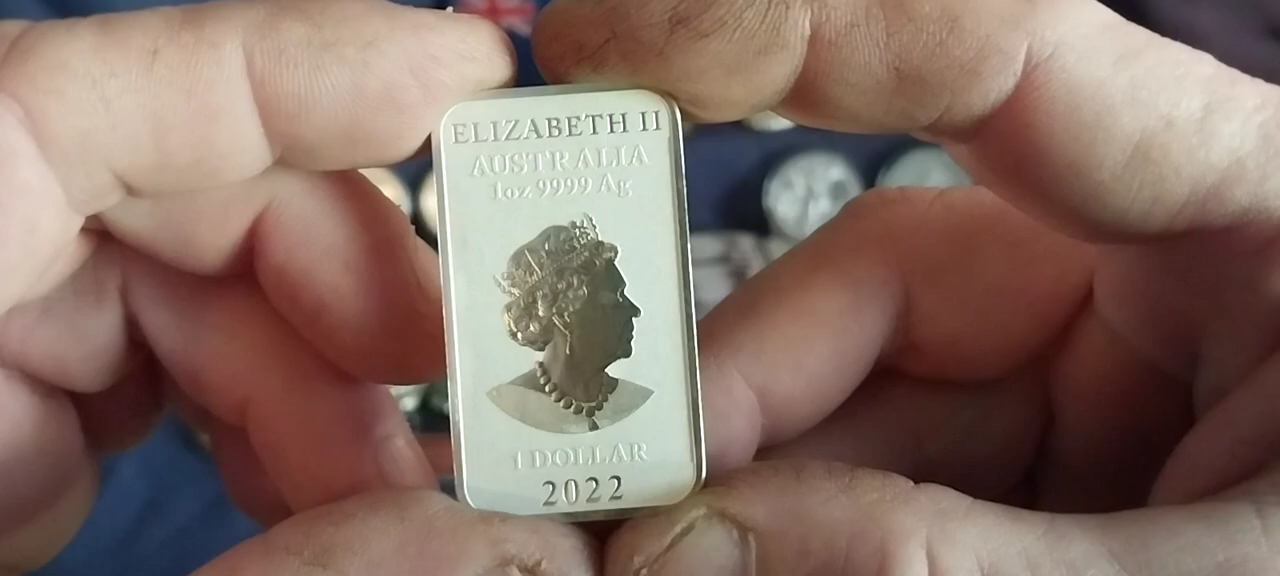 ELIZABETH II
AUSTRALIA
1oz 9999 Ag
1 DOLLAR
2022